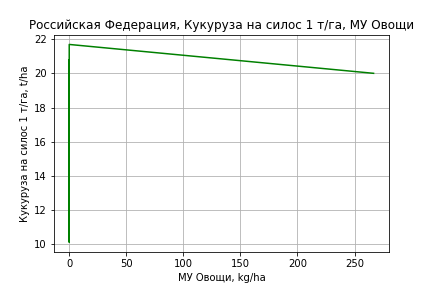 Российская Федерация, Кукуруза на силос 1 т/га, МУ Овощи
22
20
18
16
14
12
10
Кукуруза на силос 1 т/га, t/ha
0 50 100 150 200 250
МУ Овощи, kg/ha